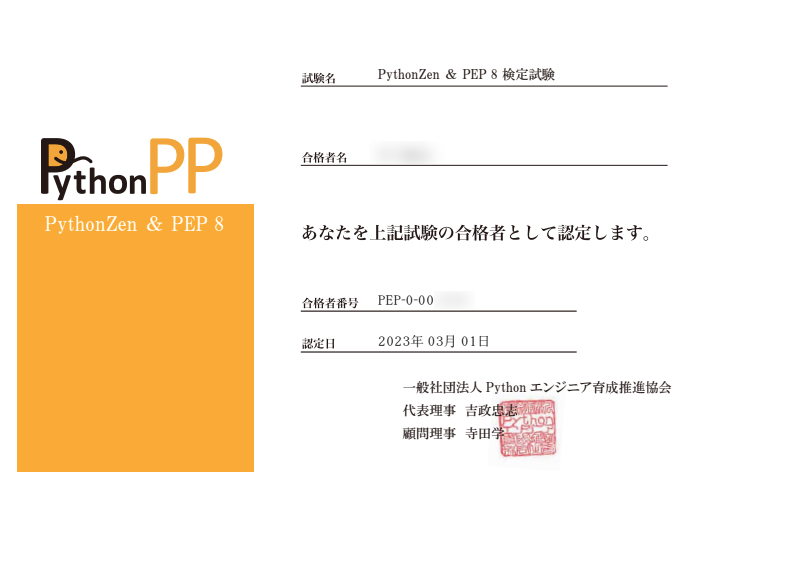 PythonPP
PythonZen & PEP 8
試験名 PythonZen & PEP 8 検定試験
合格者名
あなたを上記試験の合格者として認定します。
合格者番号 PEP-0-00
認定日 2023年 03月 01日
一般社団法人 Python エンジニア育成推進協会
代表理事 吉政忠志
顧問理事 寺田学